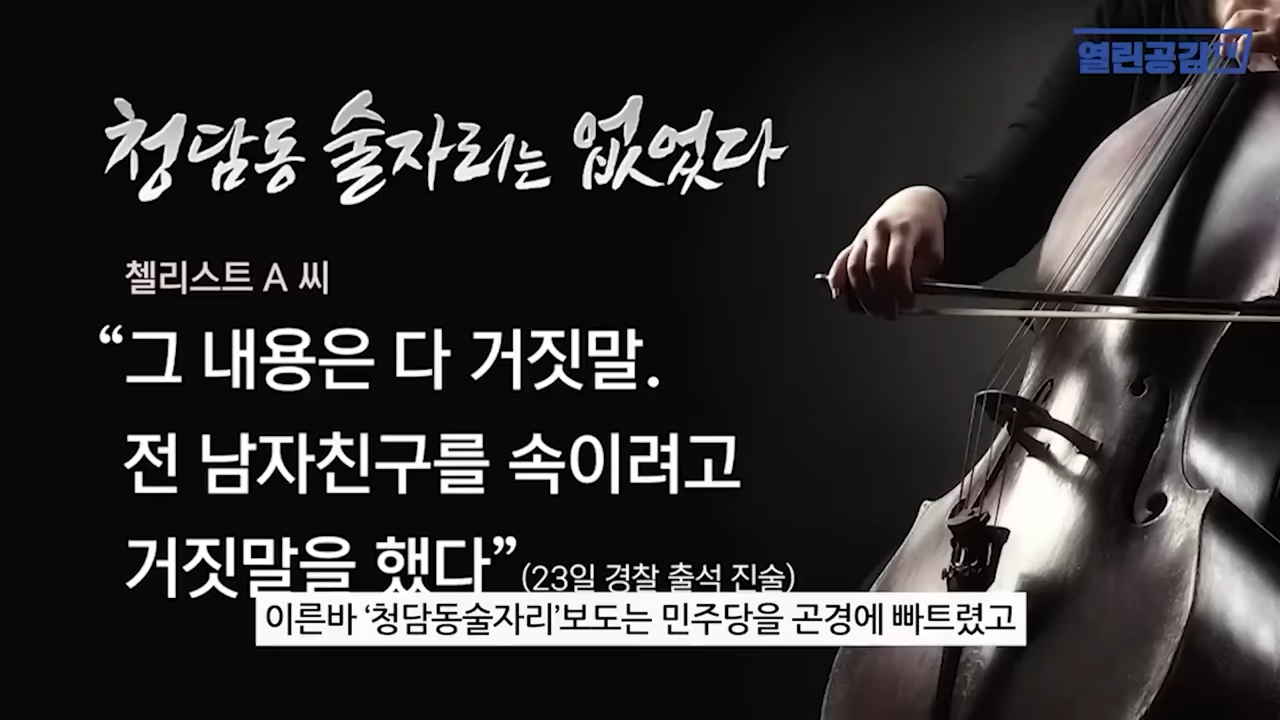 열린공감TV
청담동 술자리는 없었다
첼리스트 A 씨
“그 내용은 다 거짓말.
전 남자친구를 속이려고
거짓말을 했다” (23일 경찰 출석 진술)
이른바 ‘청담동술자리’보도는 민주당을 곤경에 빠트렸고